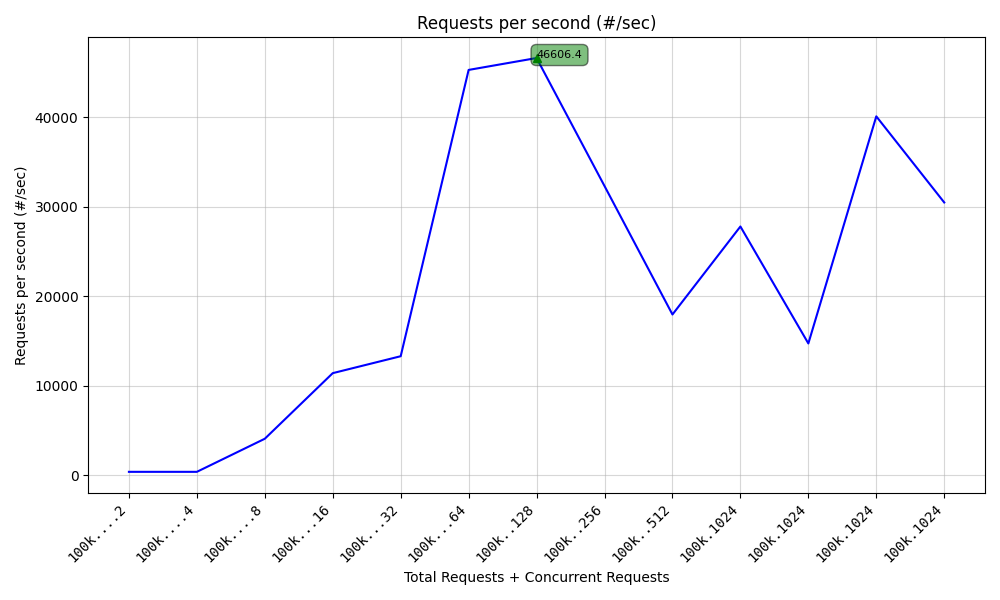 Requests per second (#/sec)
46606.4
Requests per second (#/sec)
40000
30000
20000
10000
0
100k....2
100k....4
100k....8
100k...16
100k...32
100k...64
100k..128
100k..256
100k..512
100k.1024
100k.1024
100k.1024
100k.1024
Total Requests + Concurrent Requests